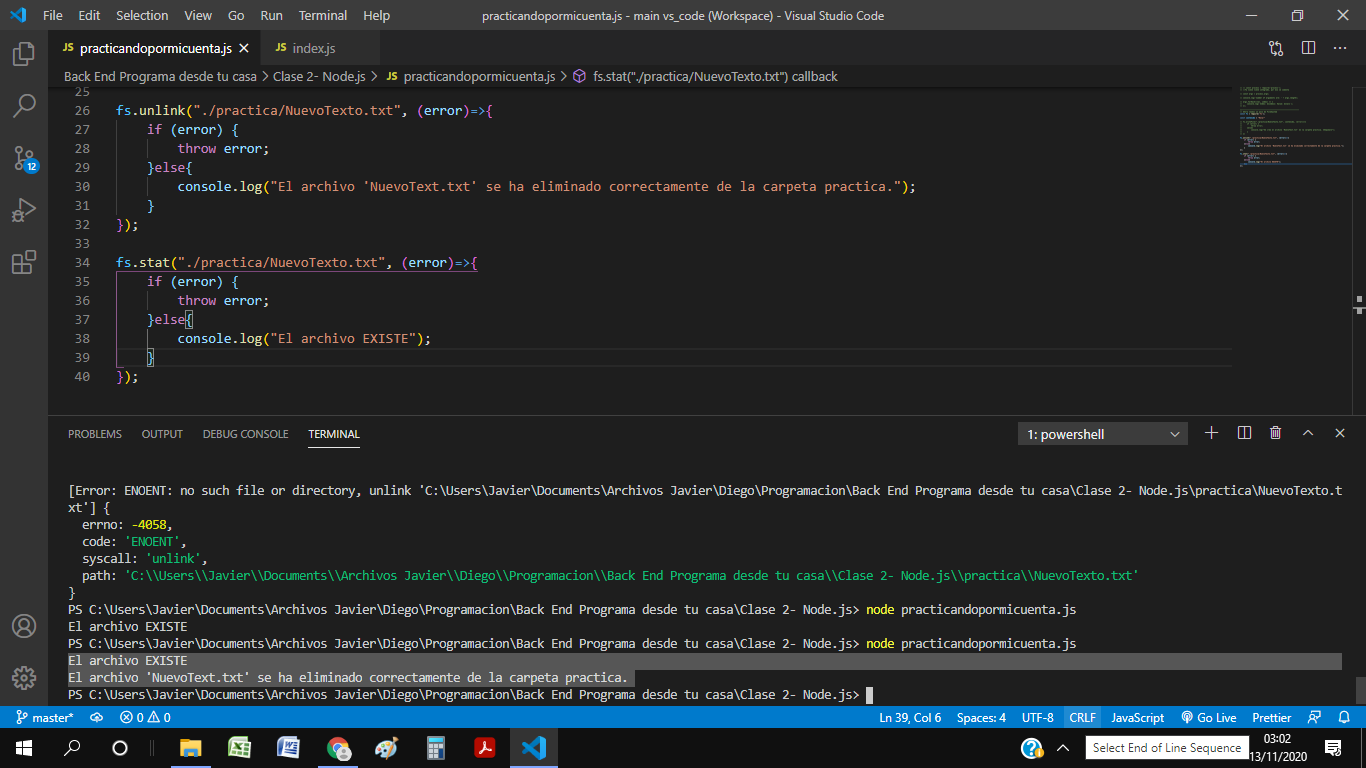 File Edit Selection View Go Run Terminal Help practicandopormicuenta.js - main vs_code (Workspace) - Visual Studio Code
JS practicandopormicuenta.js JS index.js
Back End Programa desde tu casa > Clase 2- Node.js > JS practicandopormicuenta.js > fs.stat("./practica/NuevoTexto.txt") callback
25
26 fs.unlink("./practica/NuevoTexto.txt", (error)=>{
27 if (error) {
28 throw error;
29 }else{
30 console.log("El archivo 'NuevoText.txt' se ha eliminado correctamente de la carpeta practica.");
31 }
32 });
33
34 fs.stat("./practica/NuevoTexto.txt", (error)=>{
35 if (error) {
36 throw error;
37 }else{
38 console.log("El archivo EXISTE");
39 }
40 });
12
PROBLEMS OUTPUT DEBUG CONSOLE TERMINAL 1: powershell
[Error: ENOENT: no such file or directory, unlink 'C:\Users\Javier\Documents\Archivos Javier\Diego\Programacion\Back End Programa desde tu casa\Clase 2- Node.js\practica\NuevoTexto.t
xt'] {
errno: -4058,
code: 'ENOENT',
syscall: 'unlink',
path: 'C:\\Users\\Javier\\Documents\\Archivos Javier\\Diego\\Programacion\\Back End Programa desde tu casa\\Clase 2- Node.js\\practica\\NuevoTexto.txt'
}
PS C:\Users\Javier\Documents\Archivos Javier\Diego\Programacion\Back End Programa desde tu casa\Clase 2- Node.js> node practicandopormicuenta.js
El archivo EXISTE
PS C:\Users\Javier\Documents\Archivos Javier\Diego\Programacion\Back End Programa desde tu casa\Clase 2- Node.js> node practicandopormicuenta.js
El archivo EXISTE
El archivo 'NuevoText.txt' se ha eliminado correctamente de la carpeta practica.
PS C:\Users\Javier\Documents\Archivos Javier\Diego\Programacion\Back End Programa desde tu casa\Clase 2- Node.js>
master* 0 0 Ln 39, Col 6 Spaces: 4 UTF-8 CRLF JavaScript Go Live Prettier
Select End of Line Sequence
03:02
13/11/2020